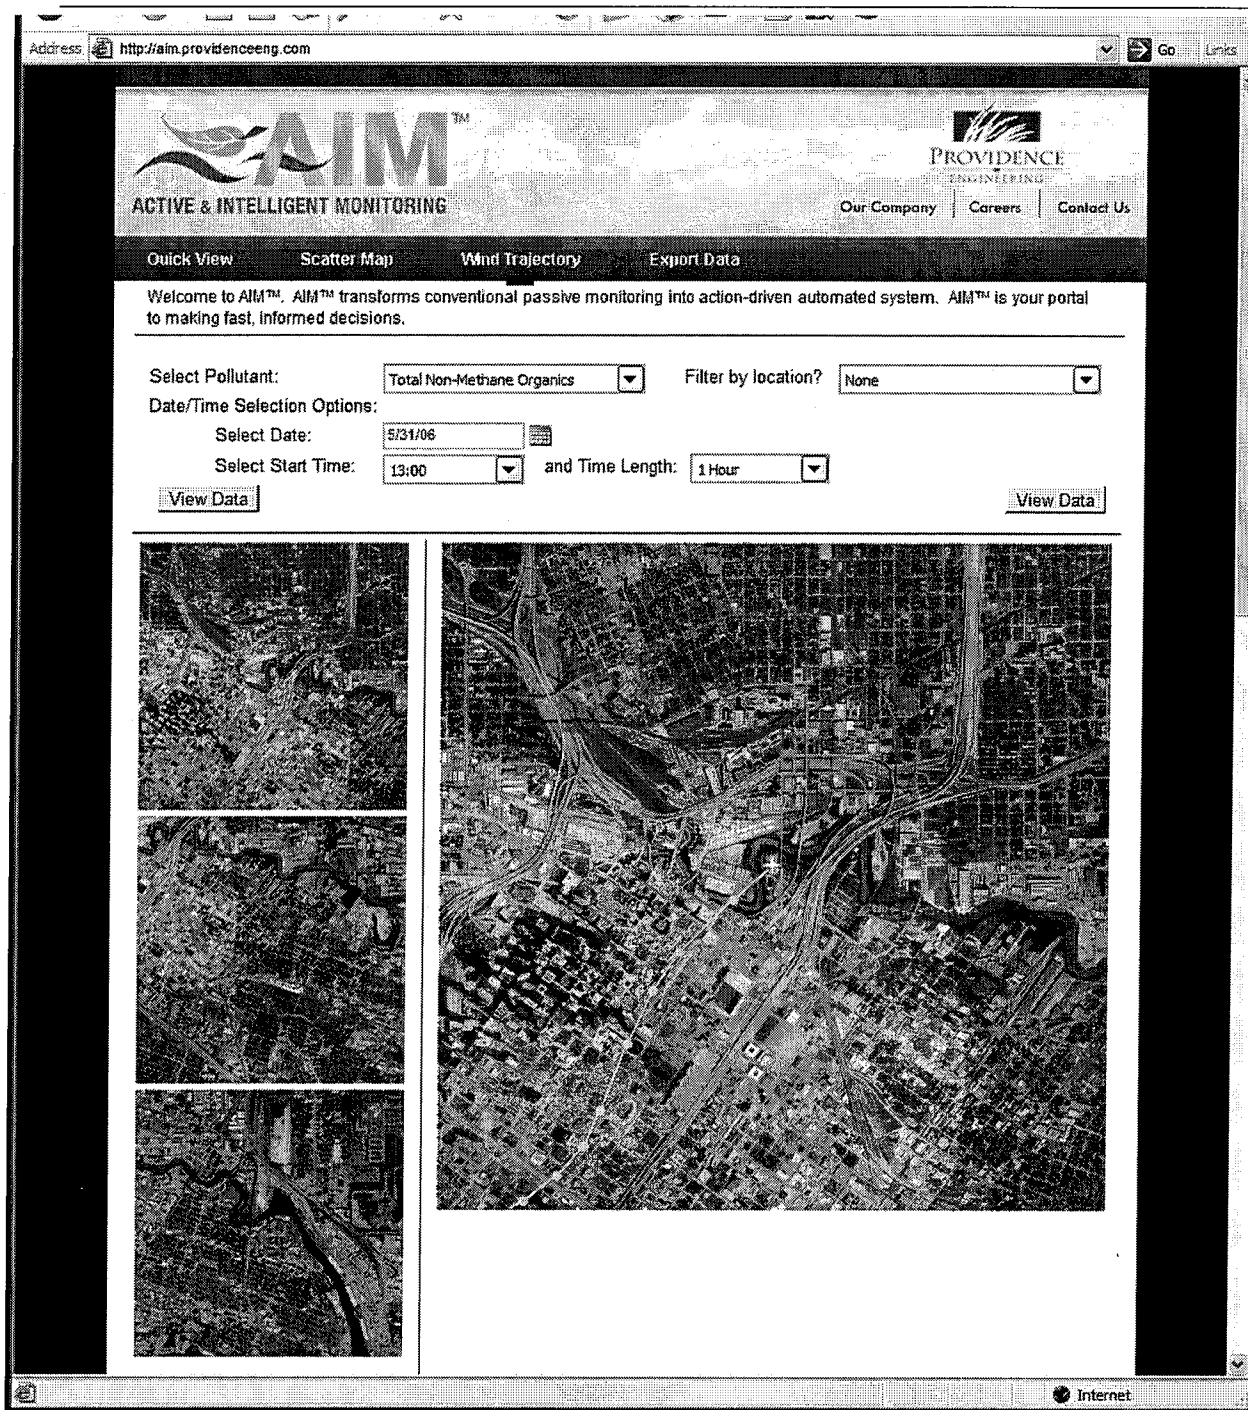 Address http://aim.providenceeng.com Go Links
AIM™
ACTIVE & INTELLIGENT MONITORING
PROVIDENCE
ENGINEERING
Our Company | Careers | Contact Us
Quick View Scatter Map Wind Trajectory Export Data
Welcome to AIM™. AIM™ transforms conventional passive monitoring into action-driven automated system. AIM™ is your portal
to making fast, informed decisions.
Select Pollutant: Total Non-Methane Organics Filter by location? None
Date/Time Selection Options:
Select Date: 5/31/06
Select Start Time: 13:00 and Time Length: 1 Hour
View Data View Data
Internet